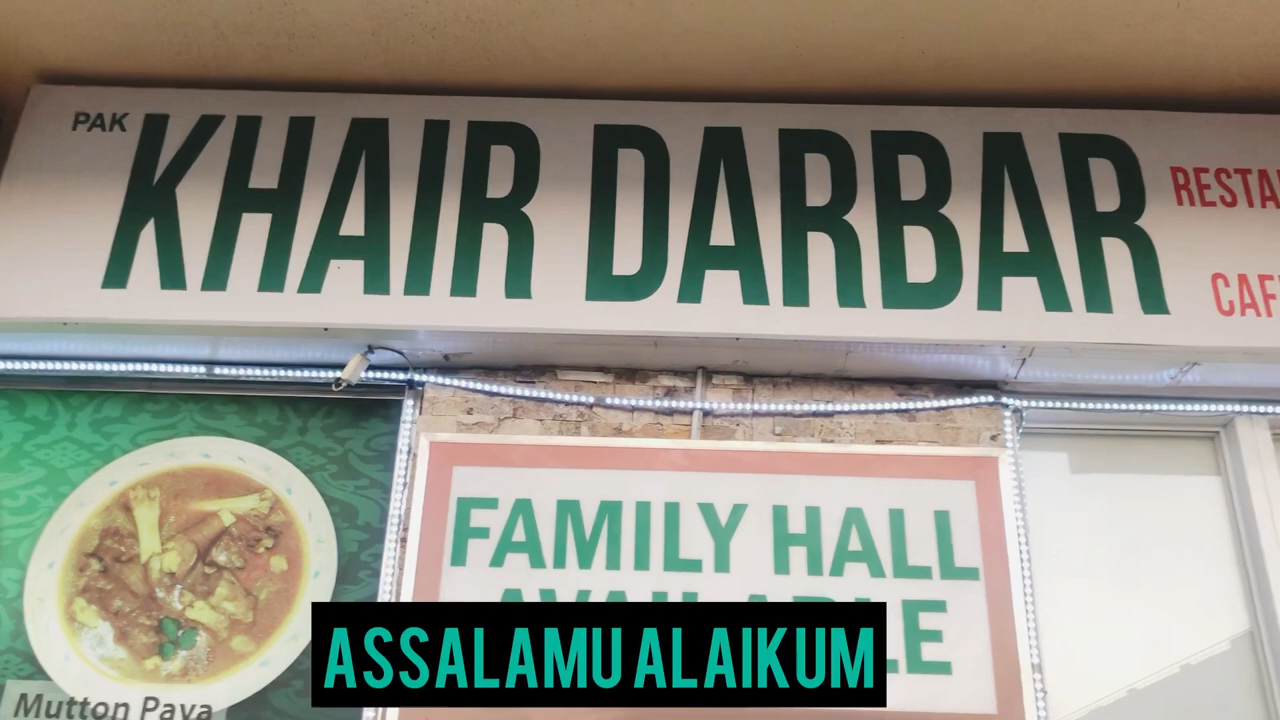 PAK
KHAIR DARBAR
FAMILY HALL
ASSALAMU ALAIKUM
Mutton Paya